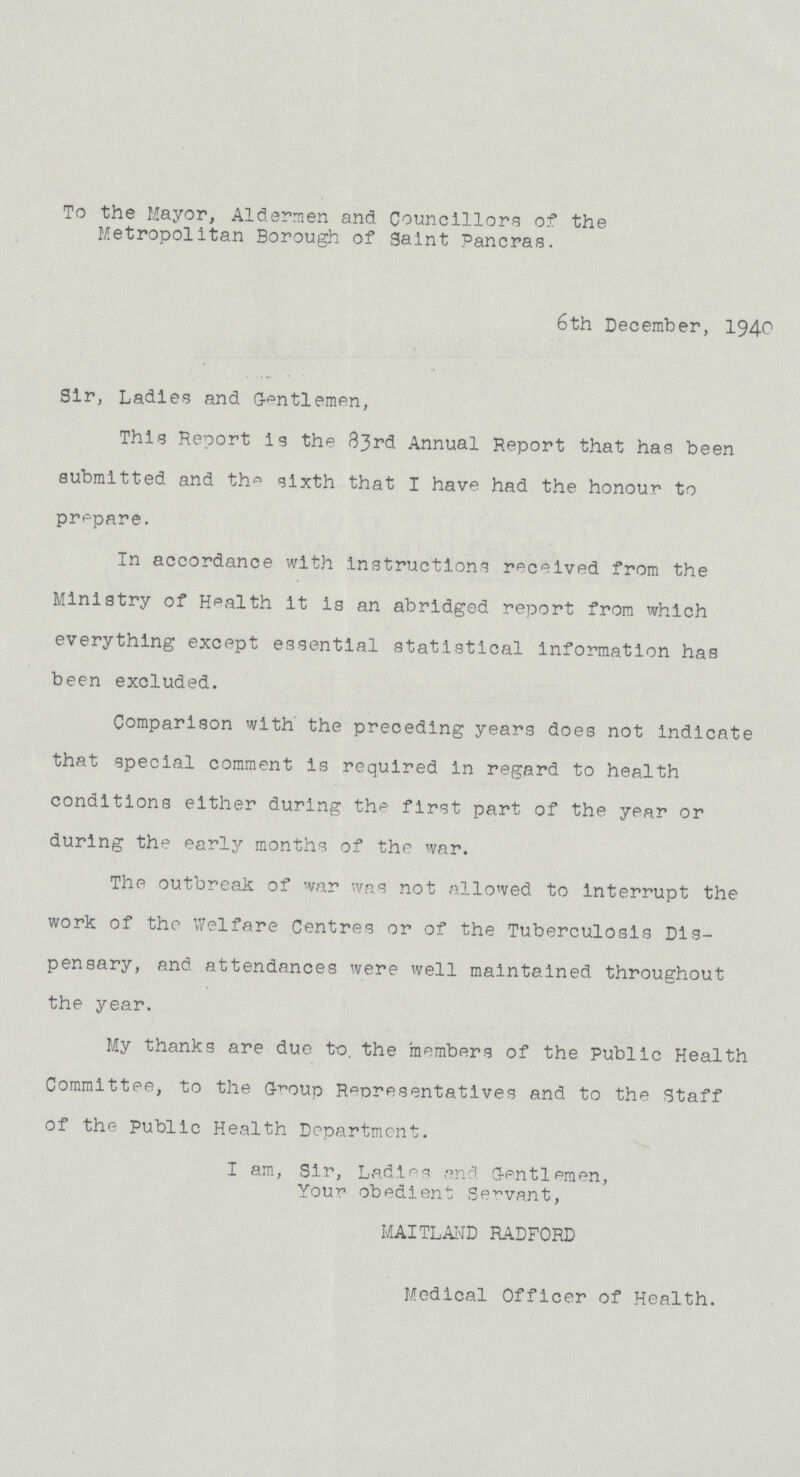 To the Mayor, Aldermen and Councillors of the
Metropolitan Borough of Saint Pancras.
6th December, 1940
Sir, Ladies and Gentlemen,
This Report is the 83rd Annual Report that has been
submitted and the sixth that I have had the honour to
prepare.
In accordance with instructions received from the
Ministry of Health it is an abridged report from which
everything except essential statistical information has
been excluded.
Comparison with the preceding years does not indicate
that special comment is required in regard to health
conditions either during the first part of the year or
during the early months of the war.
The outbreak of war was not allowed to interrupt the
work of the Welfare Centres or of the Tuberculosis Dis-
pensary, and attendances were well maintained throughout
the year.
My thanks are due to. the members of the Public Health
Committee, to the Group Representatives and to the Staff
of the Public Health Department.
I am, Sir, Ladies and Gentlemen,
Your obedient Servant,
MAITLAND RADFORD
Medical Officer of Health.